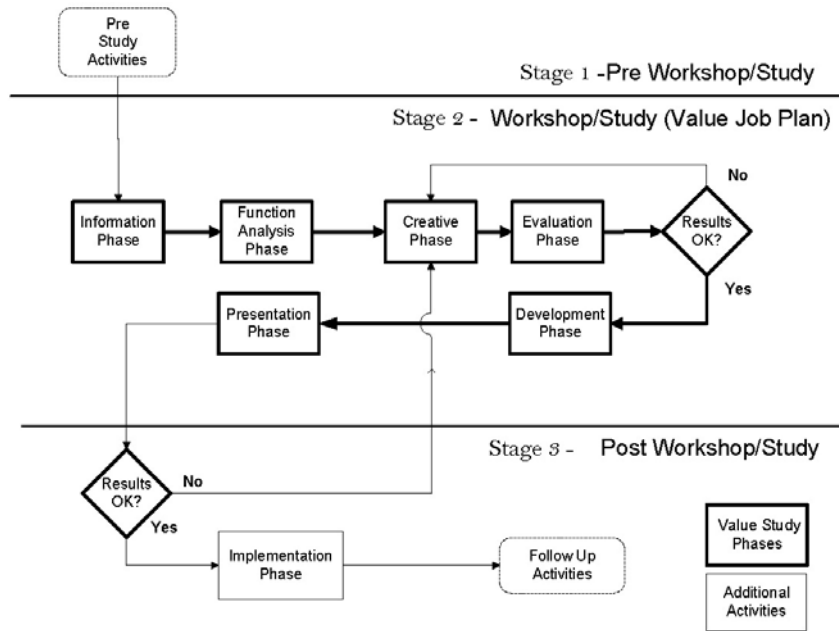 Pre
Study
Activities
Stage 1 -Pre Workshop/Study
Stage 2 - Workshop/Study (Value Job Plan)
No
Information
Phase
Function
Analysis
Phase
Creative
Phase
Evaluation
Phase
Results
OK?
Yes
Presentation
Phase
Development
Phase
Stage 3 - Post Workshop/Study
Results
OK?
No
Yes
Implementation
Phase
Follow Up
Activities
Value Study
Phases
Additional
Activities